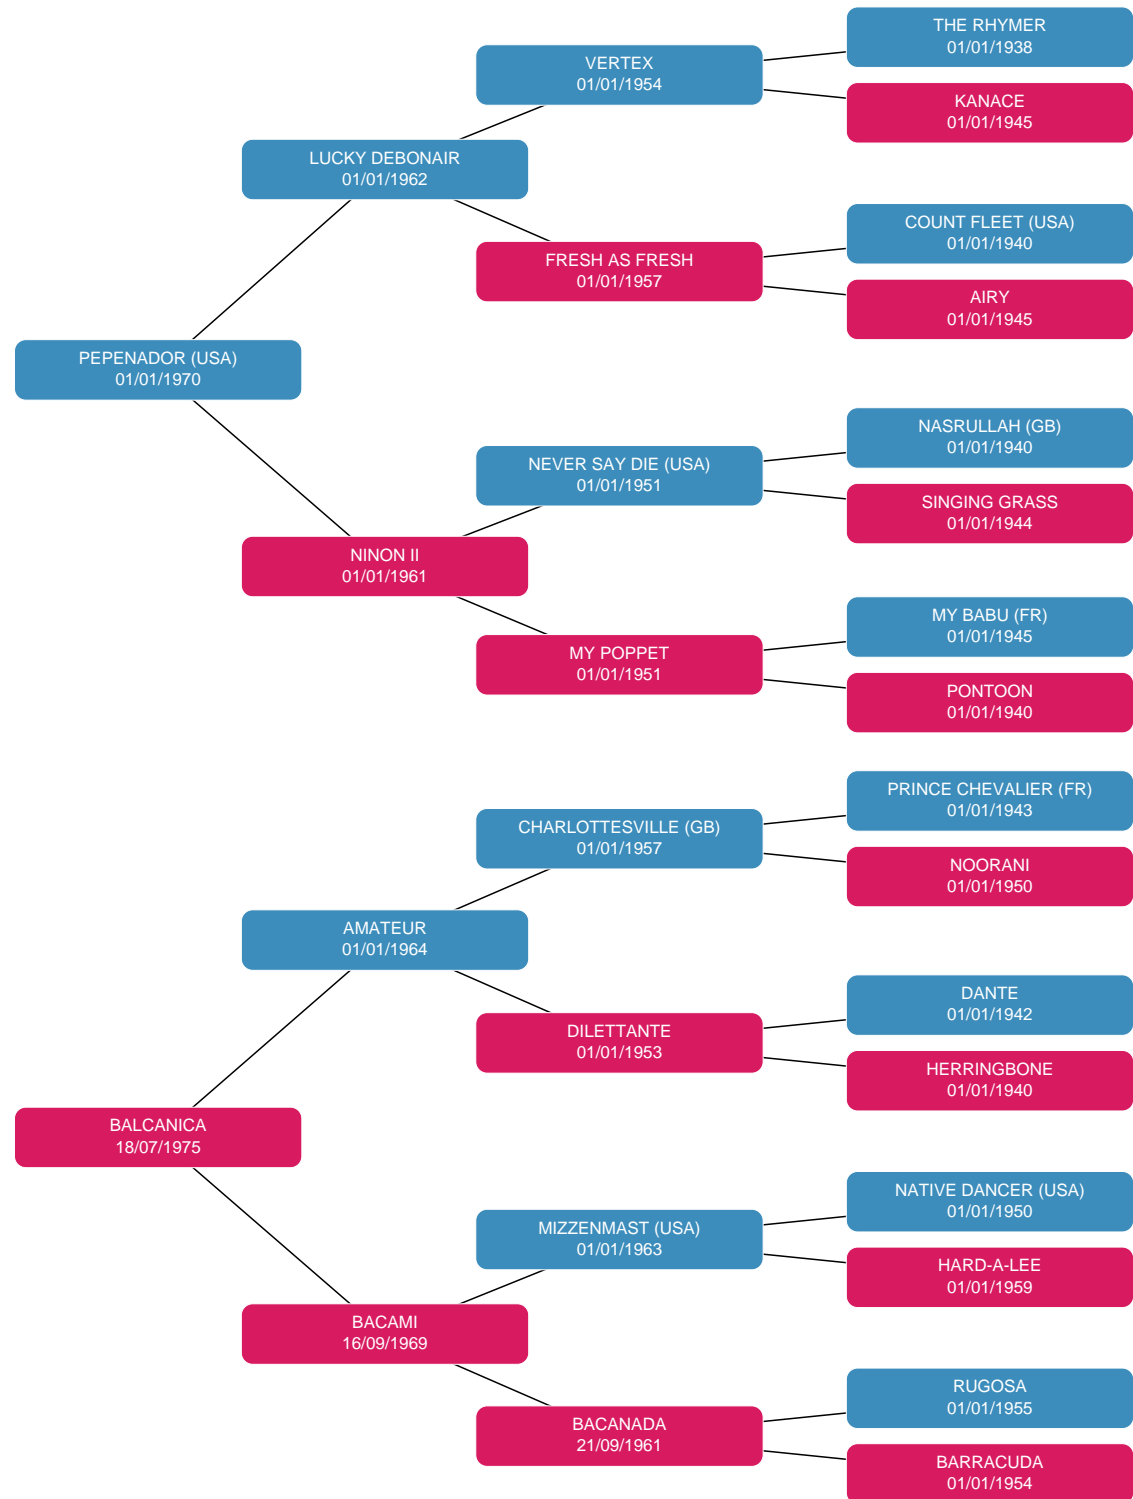 THE RHYMER
01/01/1938
VERTEX
01/01/1954
KANACE
01/01/1945
LUCKY DEBONAIR
01/01/1962
COUNT FLEET (USA)
01/01/1940
FRESH AS FRESH
01/01/1957
AIRY
01/01/1945
PEPENADOR (USA)
01/01/1970
NASRULLAH (GB)
01/01/1940
NEVER SAY DIE (USA)
01/01/1951
SINGING GRASS
01/01/1944
NINON II
01/01/1961
MY BABU (FR)
01/01/1945
MY POPPET
01/01/1951
PONTOON
01/01/1940
PRINCE CHEVALIER (FR)
01/01/1943
CHARLOTTESVILLE (GB)
01/01/1957
NOORANI
01/01/1950
AMATEUR
01/01/1964
DANTE
01/01/1942
DILETTANTE
01/01/1953
HERRINGBONE
01/01/1940
BALCANICA
18/07/1975
NATIVE DANCER (USA)
01/01/1950
MIZZENMAST (USA)
01/01/1963
HARD-A-LEE
01/01/1959
BACAMI
16/09/1969
RUGOSA
01/01/1955
BACANADA
21/09/1961
BARRACUDA
01/01/1954